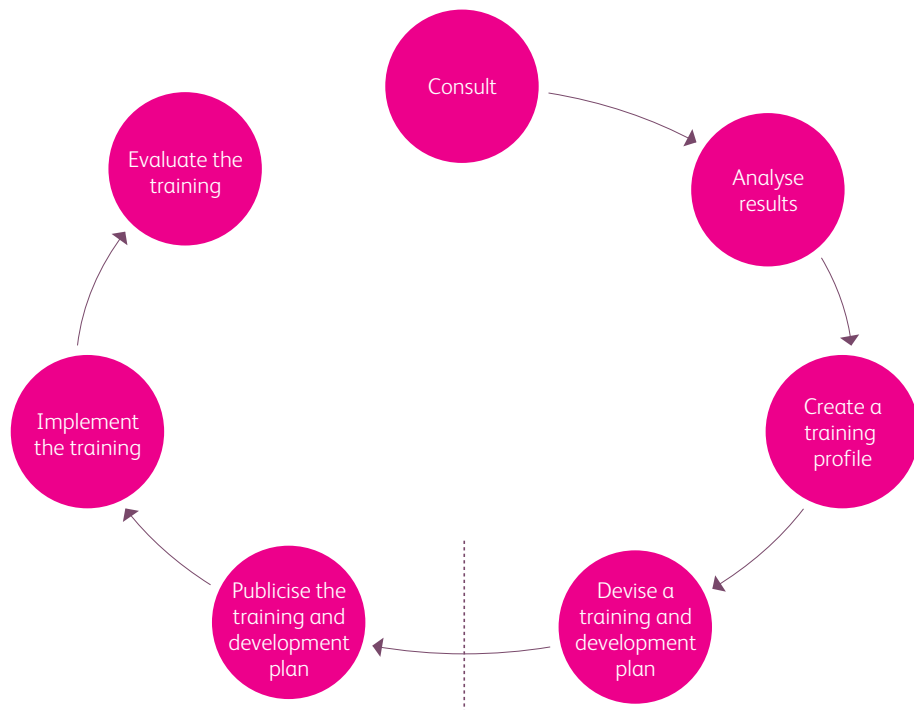 Consult
Analyse
results
Create a
training
profile
Devise a
training and
development
plan
Publicise the
training and
development
plan
Implement
the training
Evaluate the
training